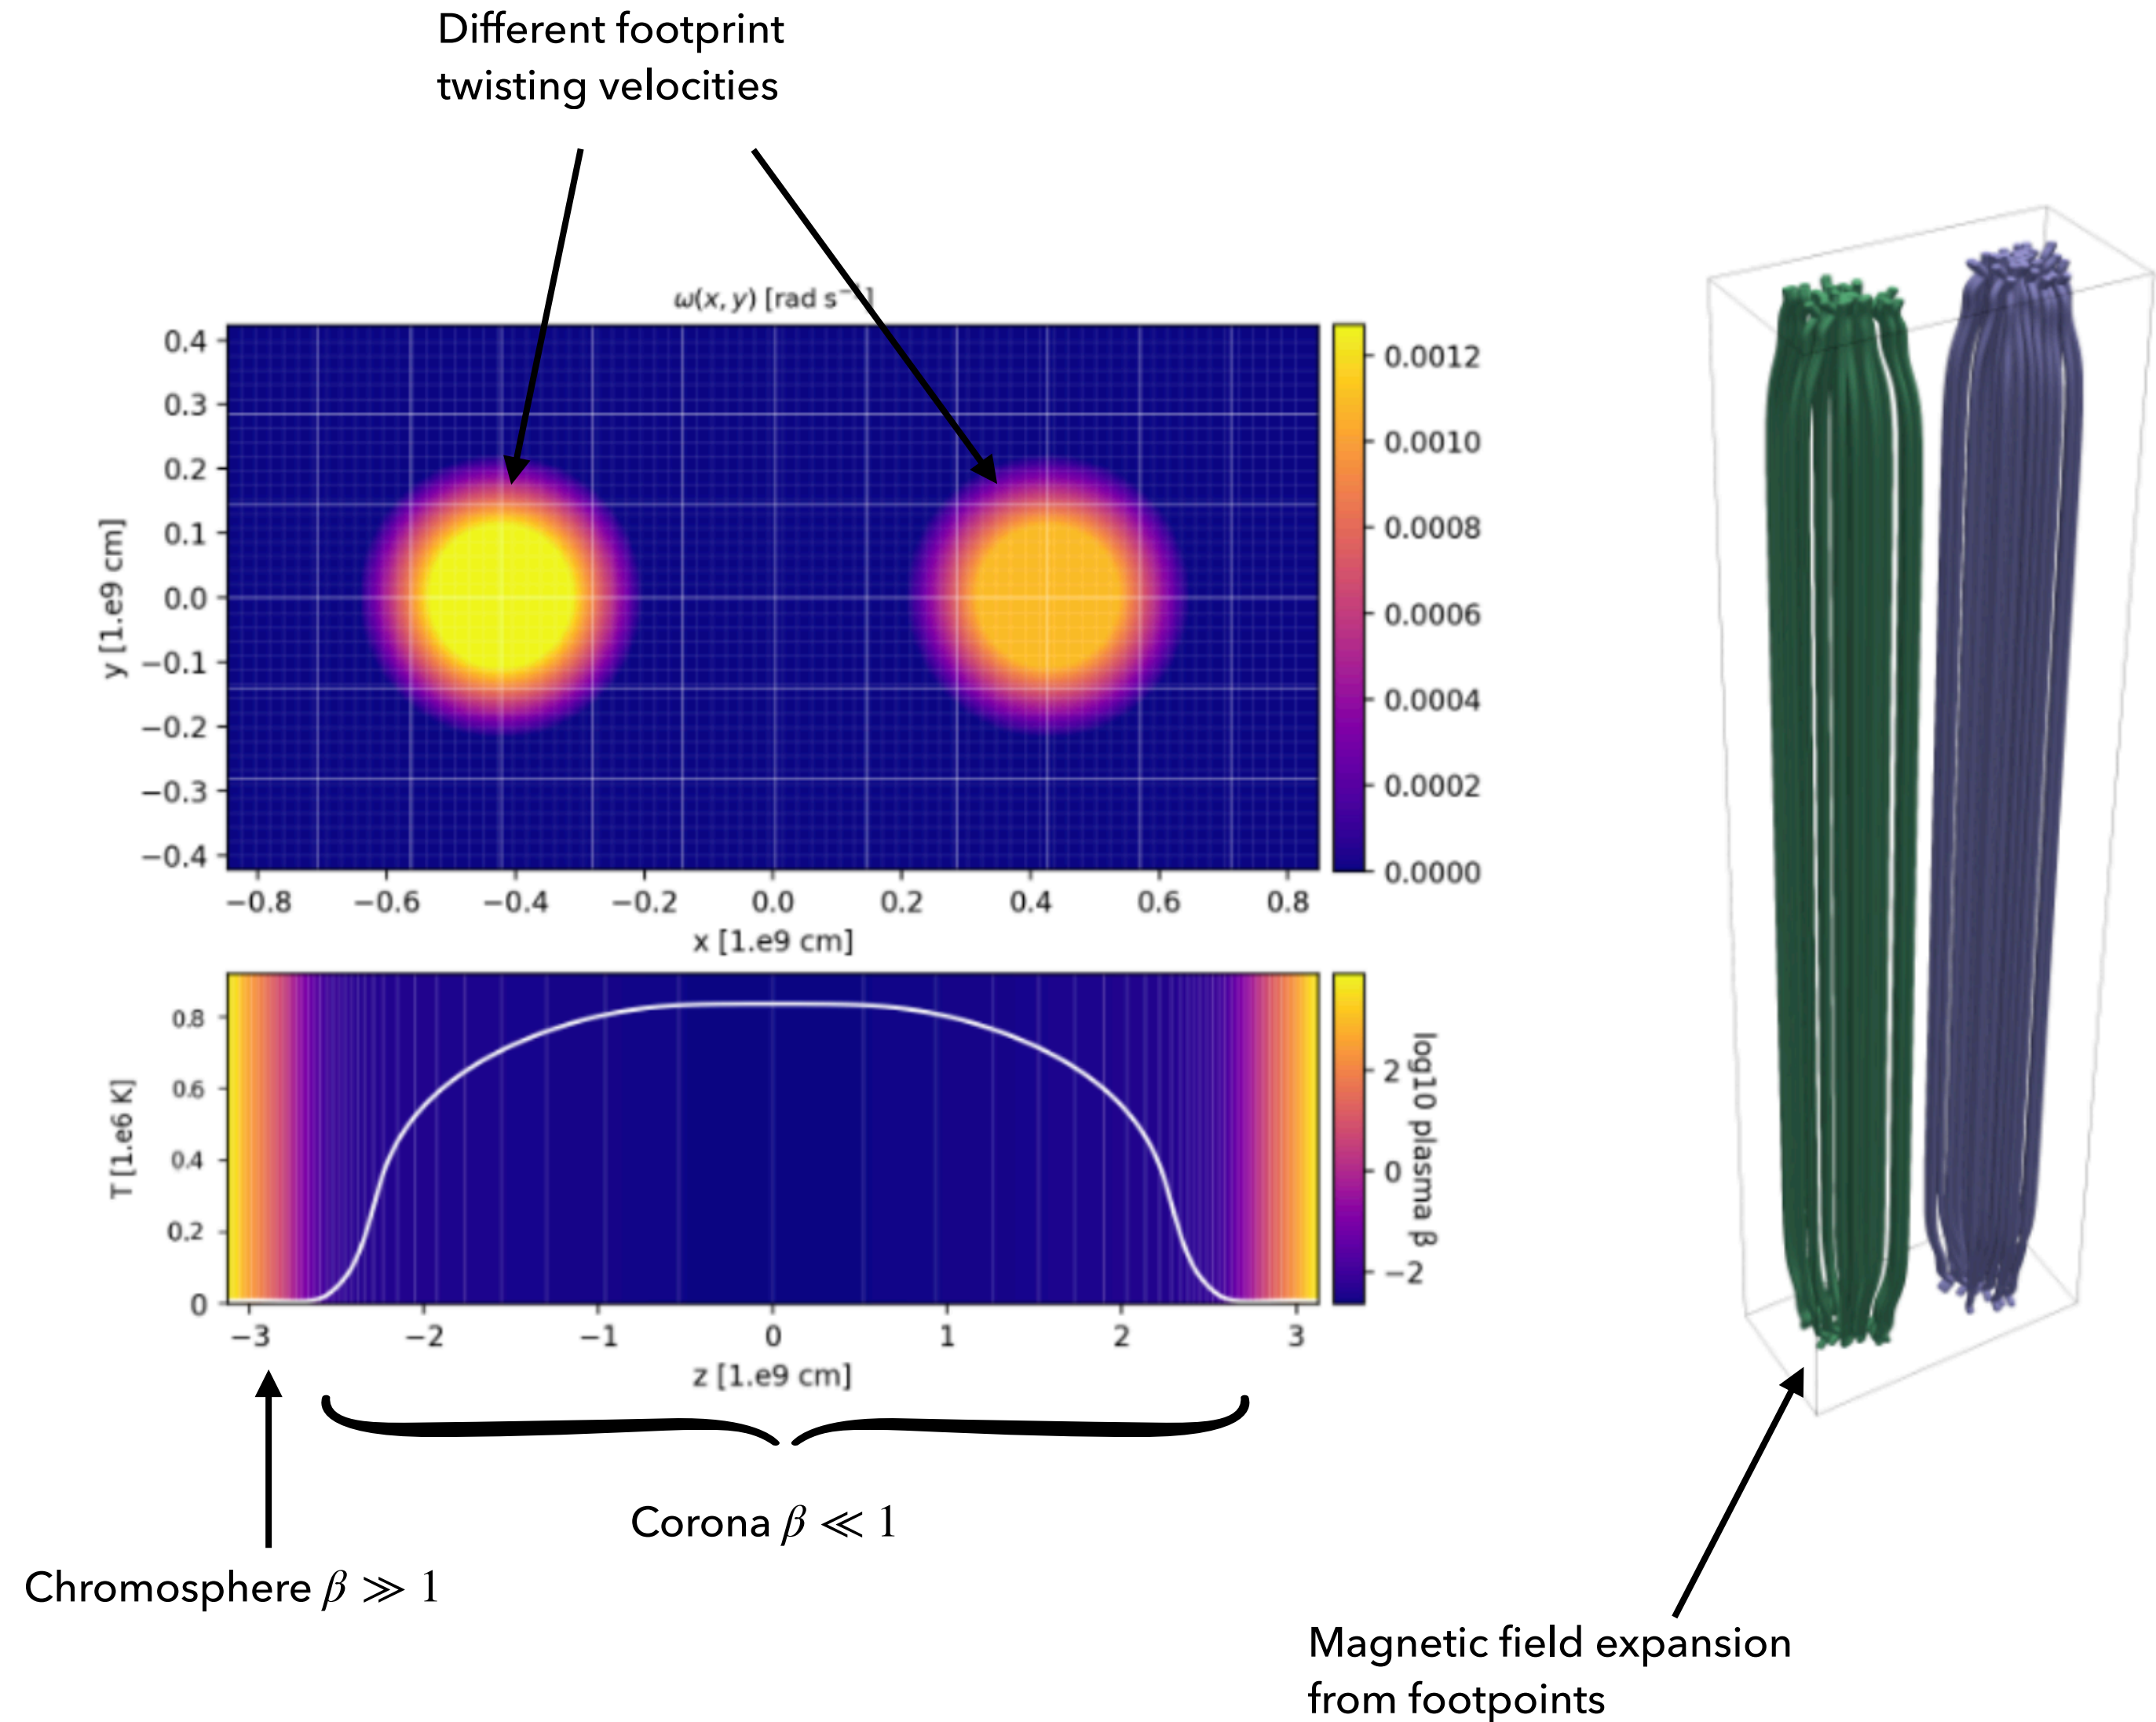 Different footprint
twisting velocities
ω(x, y) [rad s⁻¹]
0.4
0.3
0.2
0.1
0.0
−0.1
−0.2
−0.3
−0.4
y [1.e9 cm]
−0.8 −0.6 −0.4 −0.2 0.0 0.2 0.4 0.6 0.8
x [1.e9 cm]
0.0012
0.0010
0.0008
0.0006
0.0004
0.0002
0.0000
0.8
0.6
0.4
0.2
0
T [1.e6 K]
−3 −2 −1 0 1 2 3
z [1.e9 cm]
2
0
−2
log10 plasma β
Corona β ≪ 1
Chromosphere β ≫ 1
Magnetic field expansion
from footpoints